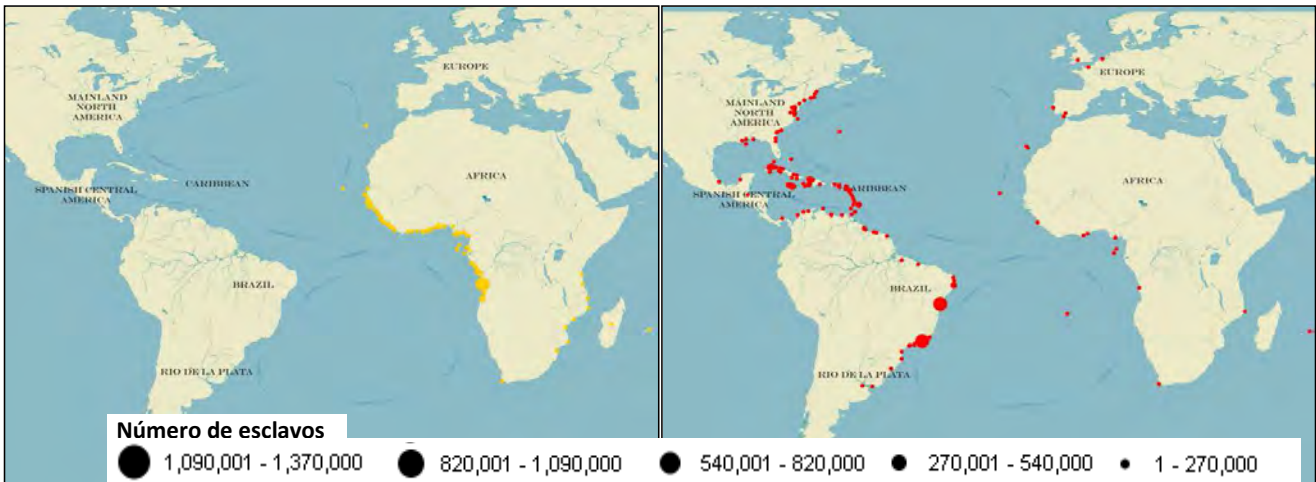 EUROPE
MAINLAND
NORTH
AMERICA
AFRICA
SPANISH CENTRAL
AMERICA
CARIBBEAN
BRAZIL
RIO DE LA PLATA
EUROPE
MAINLAND
NORTH
AMERICA
AFRICA
SPANISH CENTRAL
AMERICA
CARIBBEAN
BRAZIL
RIO DE LA PLATA
Número de esclavos
1,090,001 - 1,370,000 820,001 - 1,090,000 540,001 - 820,000 270,001 - 540,000 1 - 270,000